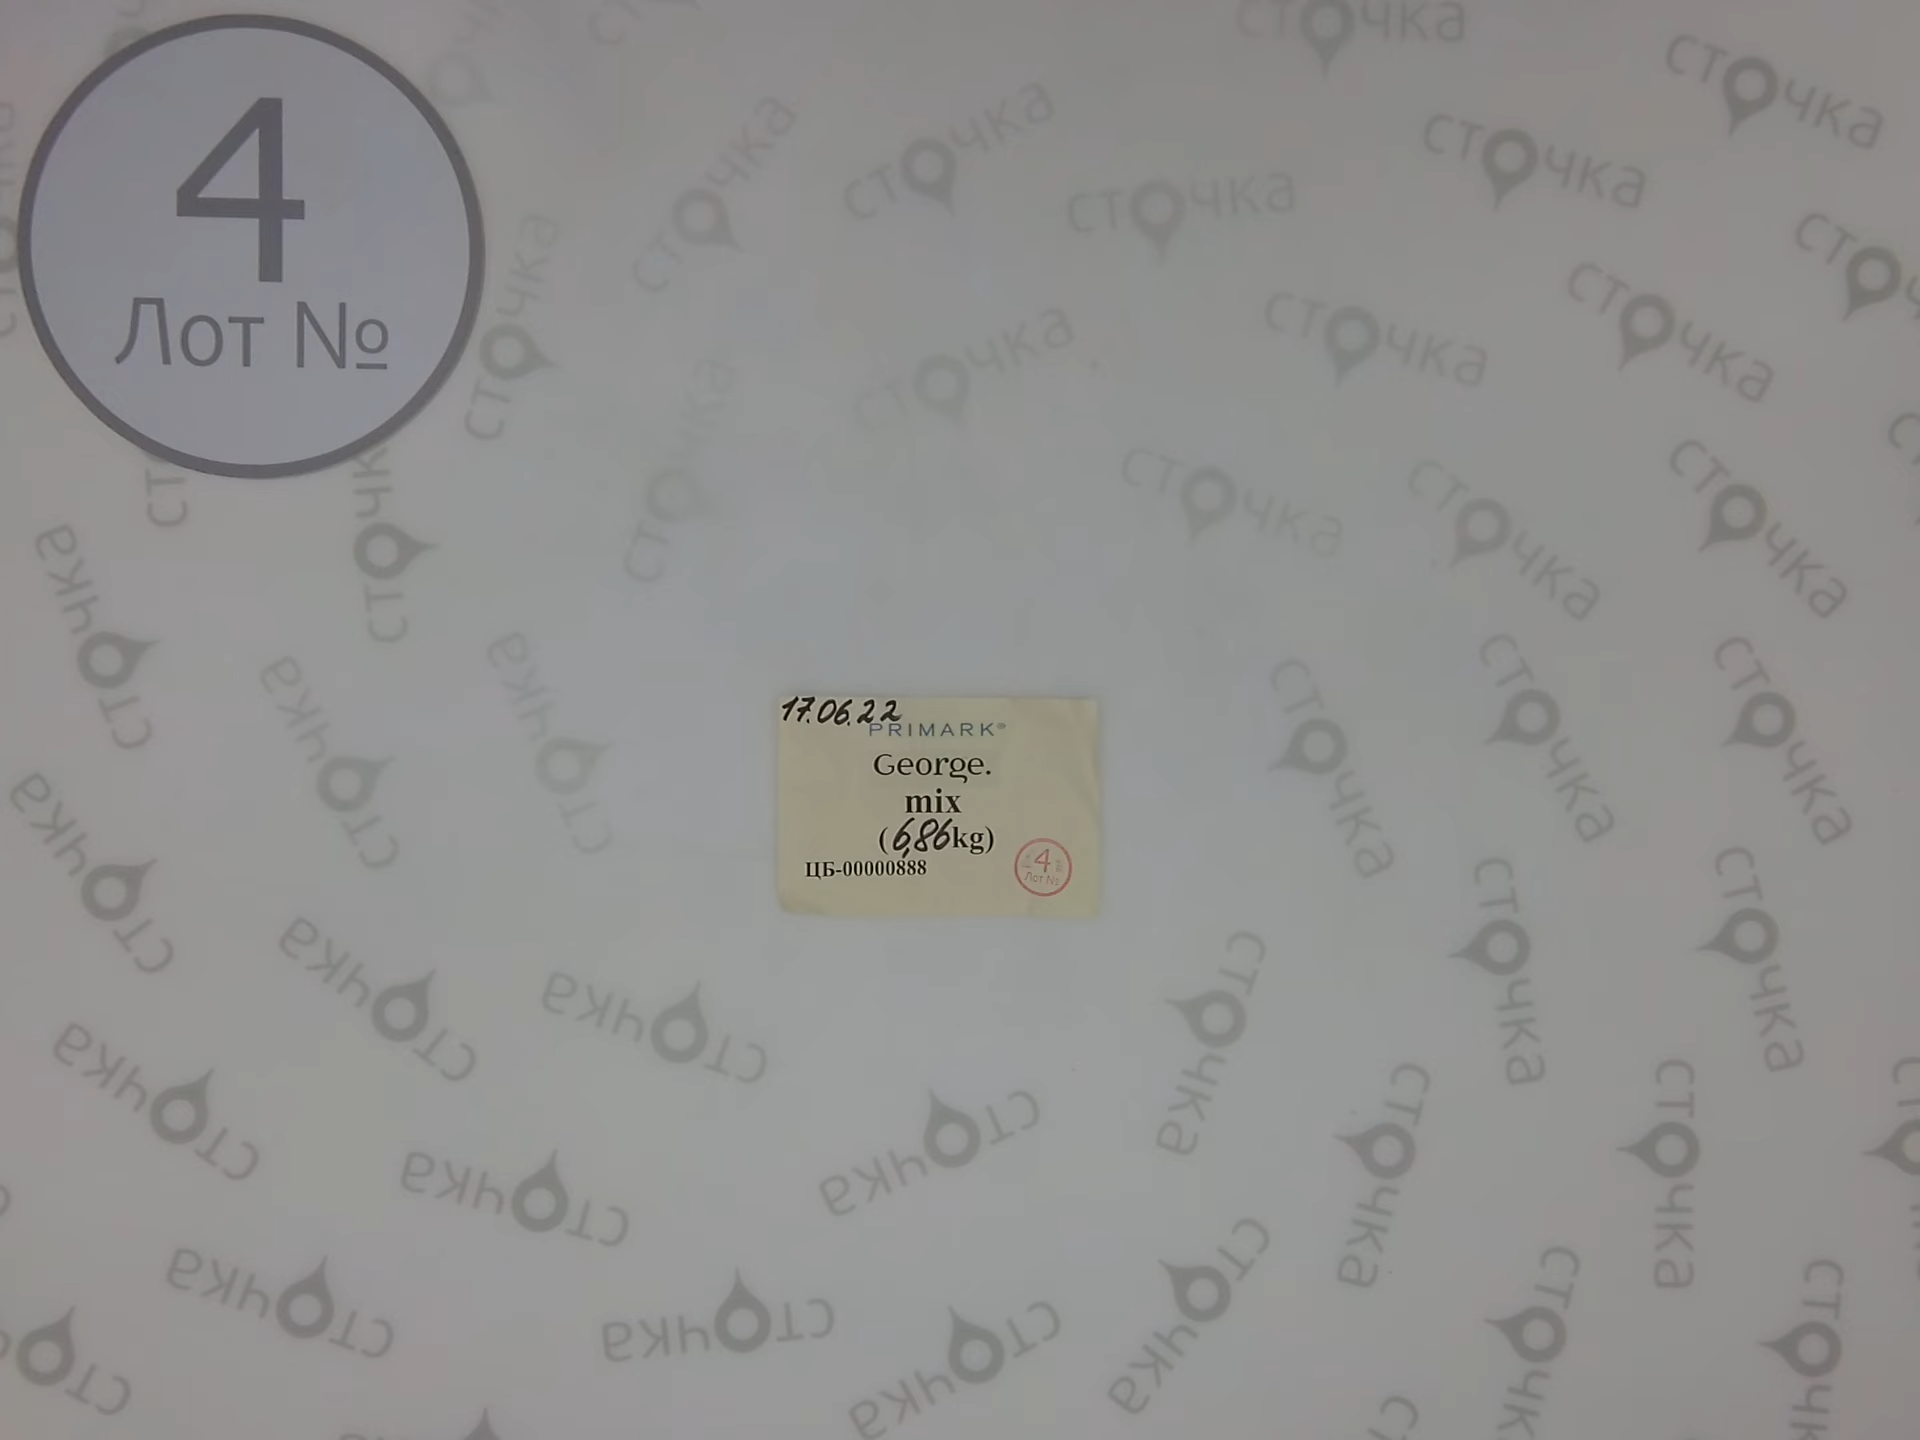 4
Лот №
17.06.22
PRIMARK®
George.
mix
(6,86kg)
ЦБ-00000888
4
Лот №
сточка